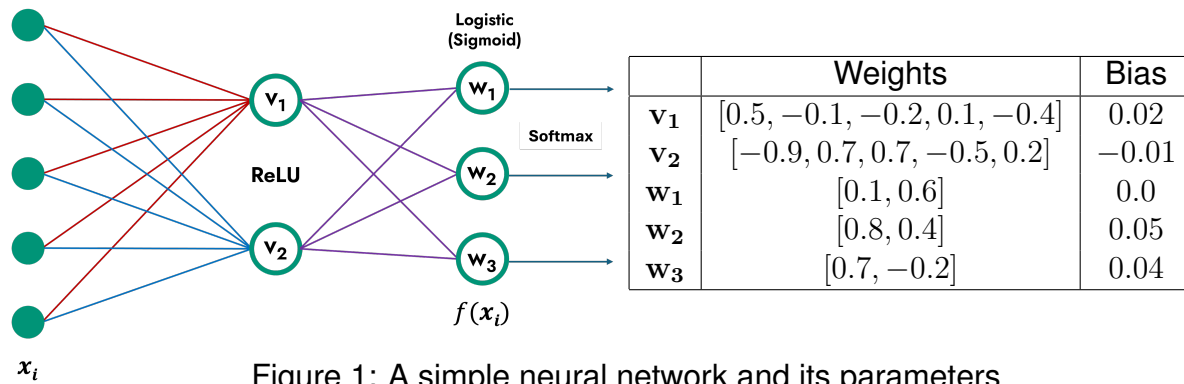 Logistic
(Sigmoid)
v1
w1
Softmax
ReLU
w2
v2
w3
f(xi)
xi
Weights Bias
v1 [0.5, −0.1, −0.2, 0.1, −0.4] 0.02
v2 [−0.9, 0.7, 0.7, −0.5, 0.2] −0.01
w1 [0.1, 0.6] 0.0
w2 [0.8, 0.4] 0.05
w3 [0.7, −0.2] 0.04
Figure 1: A simple neural network and its parameters